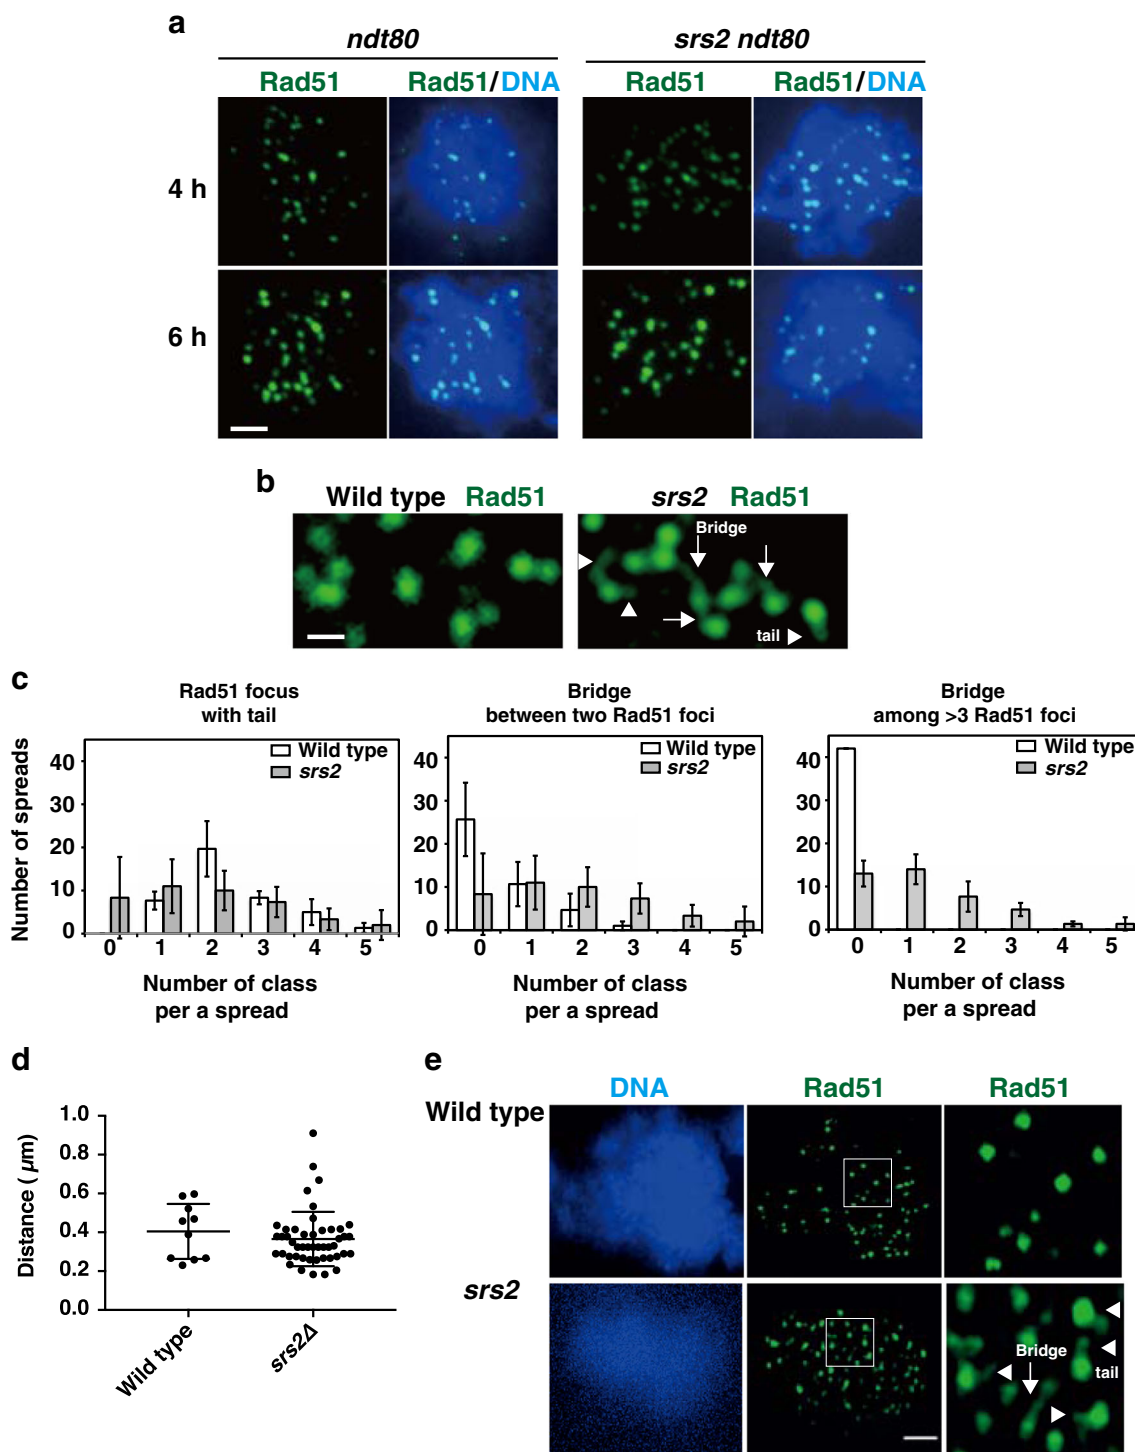 a
ndt80
srs2 ndt80
Rad51
Rad51/DNA
Rad51
Rad51/DNA
4 h
6 h
b
Wild type Rad51
srs2 Rad51
Bridge
tail
c
Rad51 focus
with tail
Bridge
between two Rad51 foci
Bridge
among >3 Rad51 foci
Number of spreads
40
30
20
10
0
Wild type
srs2
0 1 2 3 4 5
Number of class
per a spread
40
30
20
10
0
Wild type
srs2
0 1 2 3 4 5
Number of class
per a spread
40
30
20
10
0
Wild type
srs2
0 1 2 3 4 5
Number of class
per a spread
d
Distance (μm)
1.0
0.8
0.6
0.4
0.2
0.0
Wild type
srs2Δ
e
DNA
Rad51
Rad51
Wild type
srs2
Bridge
tail